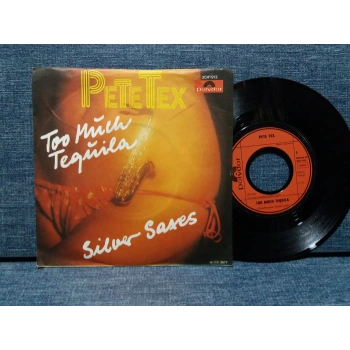 PETE TEX
polydor
Too Much
Tequila
Silver Saxes
polydor
PETE TEX
TOO MUCH TEQUILA